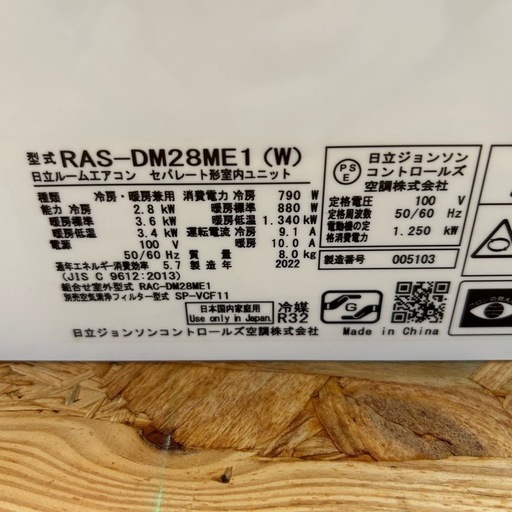 型式 RAS-DM28ME1 (W)
日立ルームエアコン セパレート形室内ユニット
種類 冷房・暖房兼用 消費電力 冷房 790 W
能力 冷房 2.8 kW 暖房標準 880 W
暖房標準 3.6 kW 暖房低温 1.340 kW
暖房低温 3.4 kW 運転電流 冷房 9.1 A
電源 100 V 暖房 10.0 A
50/60 Hz 質量 8.0 kg
通年エネルギー消費効率 5.7 2022
(JIS C 9612:2013)
組合せ室外型式 RAC-DM28ME1
別売空気清浄フィルター型式 SP-VCF11
日本国内家庭用
Use only in Japan
冷媒
R32
日立ジョンソンコントロールズ空調株式会社
PS
E
日立ジョンソン
コントロールズ
空調株式会社
定格電圧 100 V
定格周波数 50/60 Hz
電動機の定
格消費電力 1.250 kW
製造番号 005103
G
Made in China